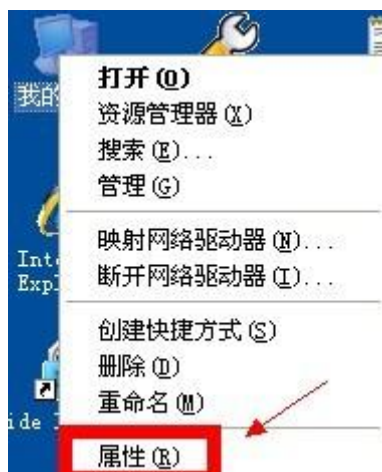 我的
打开(O)
资源管理器(X)
搜索(E)...
管理(G)
映射网络驱动器(N)...
断开网络驱动器(I)...
创建快捷方式(S)
删除(D)
重命名(M)
属性(R)
Int
Exp
ide